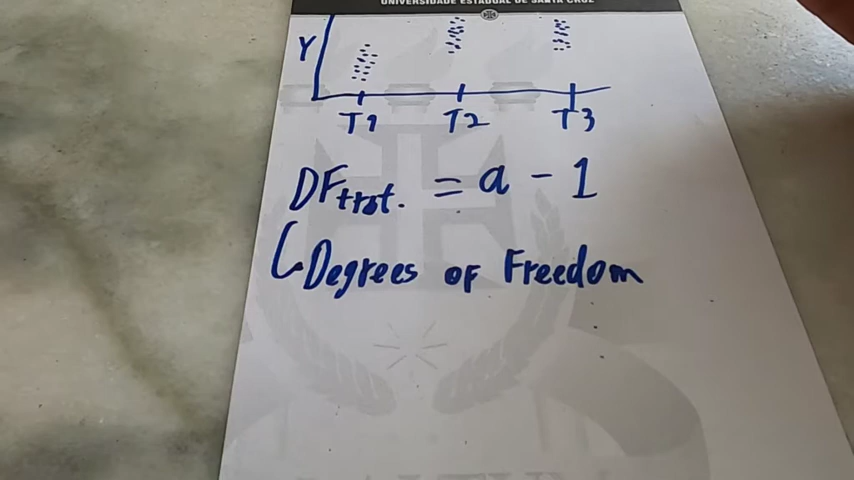 UNIVERSIDADE ESTADUAL DE SANTA CRUZ
Y
T1 T2 T3
DFtrat. = a - 1
Degrees of Freedom